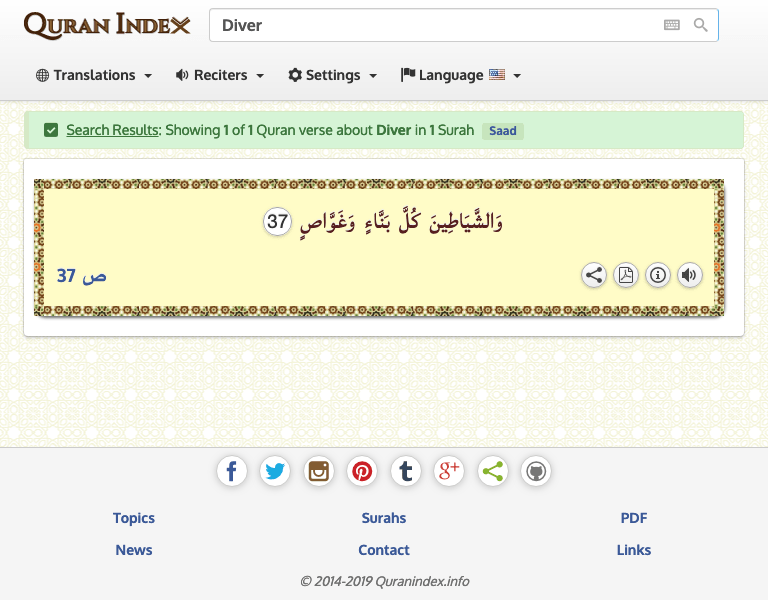 QURAN INDEX
Diver
Translations
Reciters
Settings
Language
Search Results: Showing 1 of 1 Quran verse about Diver in 1 Surah Saad
وَالشَّيَاطِينَ كُلَّ بَنَّاءٍ وَغَوَّاصٍ 37
ص 37
Topics
Surahs
PDF
News
Contact
Links
© 2014-2019 Quranindex.info